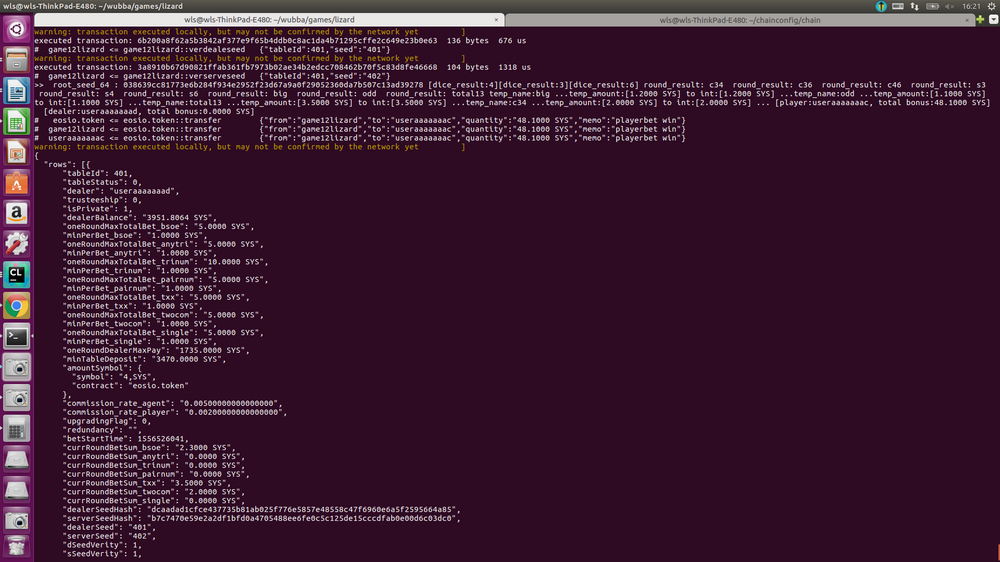 wls@wls-ThinkPad-E480: ~/wubba/games/lizard
16:21
wls@wls-ThinkPad-E480: ~/wubba/games/lizard × wls@wls-ThinkPad-E480: ~/chainconfig/chain ×
warning: transaction executed locally, but may not be confirmed by the network yet         ]
executed transaction: 6b200a8f62a5b3842af377e9f65b4ddb0c8ac1da4b71295cffe2c649e23b0e63  136 bytes  676 us
#  game12lizard <= game12lizard::verdealeseed   {"tableId":401,"seed":"401"}
warning: transaction executed locally, but may not be confirmed by the network yet         ]
executed transaction: 3a8910b67d90821ffab361fb7973b02ae34b2edcc708462b70f5c83d8fe46668  104 bytes  1318 us
#  game12lizard <= game12lizard::verserveseed   {"tableId":401,"seed":"402"}
>>  root_seed_64 : 038639cc81773e6b284f934e2952f23d67a9a0f29052360da7b507c13ad39278 [dice_result:4][dice_result:3][dice_result:6] round_result: c34  round_result: c36  round_result: c46  round_result: s3
 round_result: s4  round_result: s6  round_result: big  round_result: odd  round_result: total13 temp_name:big ...temp_amount:[1.2000 SYS] to int:[1.2000 SYS] ...temp_name:odd ...temp_amount:[1.1000 SYS]
to int:[1.1000 SYS] ...temp_name:total13 ...temp_amount:[3.5000 SYS] to int:[3.5000 SYS] ...temp_name:c34 ...temp_amount:[2.0000 SYS] to int:[2.0000 SYS] ... [player:useraaaaaaac, total bonus:48.1000 SYS]
  [dealer:useraaaaaaad, total bonus:0.0000 SYS]
#   eosio.token <= eosio.token::transfer        {"from":"game12lizard","to":"useraaaaaaac","quantity":"48.1000 SYS","memo":"playerbet win"}
#  game12lizard <= eosio.token::transfer        {"from":"game12lizard","to":"useraaaaaaac","quantity":"48.1000 SYS","memo":"playerbet win"}
#  useraaaaaaac <= eosio.token::transfer        {"from":"game12lizard","to":"useraaaaaaac","quantity":"48.1000 SYS","memo":"playerbet win"}
warning: transaction executed locally, but may not be confirmed by the network yet         ]
{
  "rows": [{
      "tableId": 401,
      "tableStatus": 0,
      "dealer": "useraaaaaaad",
      "trusteeship": 0,
      "isPrivate": 1,
      "dealerBalance": "3951.8064 SYS",
      "oneRoundMaxTotalBet_bsoe": "5.0000 SYS",
      "minPerBet_bsoe": "1.0000 SYS",
      "oneRoundMaxTotalBet_anytri": "5.0000 SYS",
      "minPerBet_anytri": "1.0000 SYS",
      "oneRoundMaxTotalBet_trinum": "10.0000 SYS",
      "minPerBet_trinum": "1.0000 SYS",
      "oneRoundMaxTotalBet_pairnum": "5.0000 SYS",
      "minPerBet_pairnum": "1.0000 SYS",
      "oneRoundMaxTotalBet_txx": "5.0000 SYS",
      "minPerBet_txx": "1.0000 SYS",
      "oneRoundMaxTotalBet_twocom": "5.0000 SYS",
      "minPerBet_twocom": "1.0000 SYS",
      "oneRoundMaxTotalBet_single": "5.0000 SYS",
      "minPerBet_single": "1.0000 SYS",
      "oneRoundDealerMaxPay": "1735.0000 SYS",
      "minTableDeposit": "3470.0000 SYS",
      "amountSymbol": {
        "symbol": "4,SYS",
        "contract": "eosio.token"
      },
      "commission_rate_agent": "0.00500000000000000",
      "commission_rate_player": "0.00200000000000000",
      "upgradingFlag": 0,
      "redundancy": "",
      "betStartTime": 1556526041,
      "currRoundBetSum_bsoe": "2.3000 SYS",
      "currRoundBetSum_anytri": "0.0000 SYS",
      "currRoundBetSum_trinum": "0.0000 SYS",
      "currRoundBetSum_pairnum": "0.0000 SYS",
      "currRoundBetSum_txx": "3.5000 SYS",
      "currRoundBetSum_twocom": "2.0000 SYS",
      "currRoundBetSum_single": "0.0000 SYS",
      "dealerSeedHash": "dcaadad1cfce437735b81ab025f776e5857e48558c47f6960e6a5f2595664a85",
      "serverSeedHash": "b7c7470e59e2a2df1bfd0a4705488ee6fe0c5c125de15cccdfab0e00d6c03dc0",
      "dealerSeed": "401",
      "serverSeed": "402",
      "dSeedVerity": 1,
      "sSeedVerity": 1,